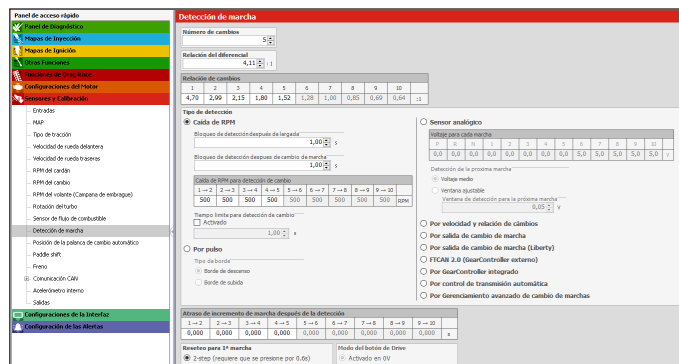 Panel de acceso rápido
Panel de Diagnóstico
Mapas de Inyección
Mapas de Ignición
Otras Funciones
Funciones de Drag Race
Configuraciones del Motor
Sensores y Calibración
Entradas
MAP
Tipo de tracción
Velocidad de rueda delantera
Velocidad de rueda traseras
RPM del cardán
RPM del cambio
RPM del volante (Campana de embrague)
Rotación del turbo
Sensor de flujo de combustible
Detección de marcha
Posición de la palanca de cambio automático
Paddle shift
Freno
Comunicación CAN
Acelerómetro interno
Salidas
Configuraciones de la Interfaz
Configuración de las Alertas
Detección de marcha
Número de cambios
5
Relación del diferencial
4,11 :1
Relación de cambios
1 2 3 4 5 6 7 8 9 10
4,70 2,99 2,15 1,80 1,52 1,28 1,00 0,85 0,69 0,64 :1
Tipo de detección
Caída de RPM
Bloqueo de detección después de largada
1,00 s
Bloqueo de detección despues de cambio de marcha
1,00 s
Caída de RPM para detección de cambio
1→2 2→3 3→4 4→5 5→6 6→7 7→8 8→9 9→10
500 500 500 500 500 500 500 500 500 RPM
Tiempo limite para detección de cambio
Activado
1,00 s
Por pulso
Tipo da borde
Borde de descenso
Borde de subida
Sensor analógico
Voltaje para cada marcha
P R N 1 2 3 4 5 6 7 8 9 10
0,0 0,0 0,0 0,0 0,0 0,0 0,0 5,0 5,0 5,0 5,0 5,0 5,0 v
Detección de la proxima marcha
Voltaje medio
Ventana ajustable
Ventana de detección para la próxima marcha
0,05 V
Por velocidad y relación de cámbios
Por salida de cambio de marcha
Por salida de cambio de marcha (Liberty)
FTCAN 2.0 (GearController externo)
Por GearController integrado
Por control de transmisión automática
Por Gerenciamiento avanzado de cambio de marchas
Atraso de incremento de marcha después de la detección
1→2 2→3 3→4 4→5 5→6 6→7 7→8 8→9 9→10
0,000 0,000 0,000 0,000 0,000 0,000 0,000 0,000 0,000 s
Reseteo para 1ª marcha
2-step (requiere que se presione por 0.6s)
Modo del botón de Drive
Activado en 0V